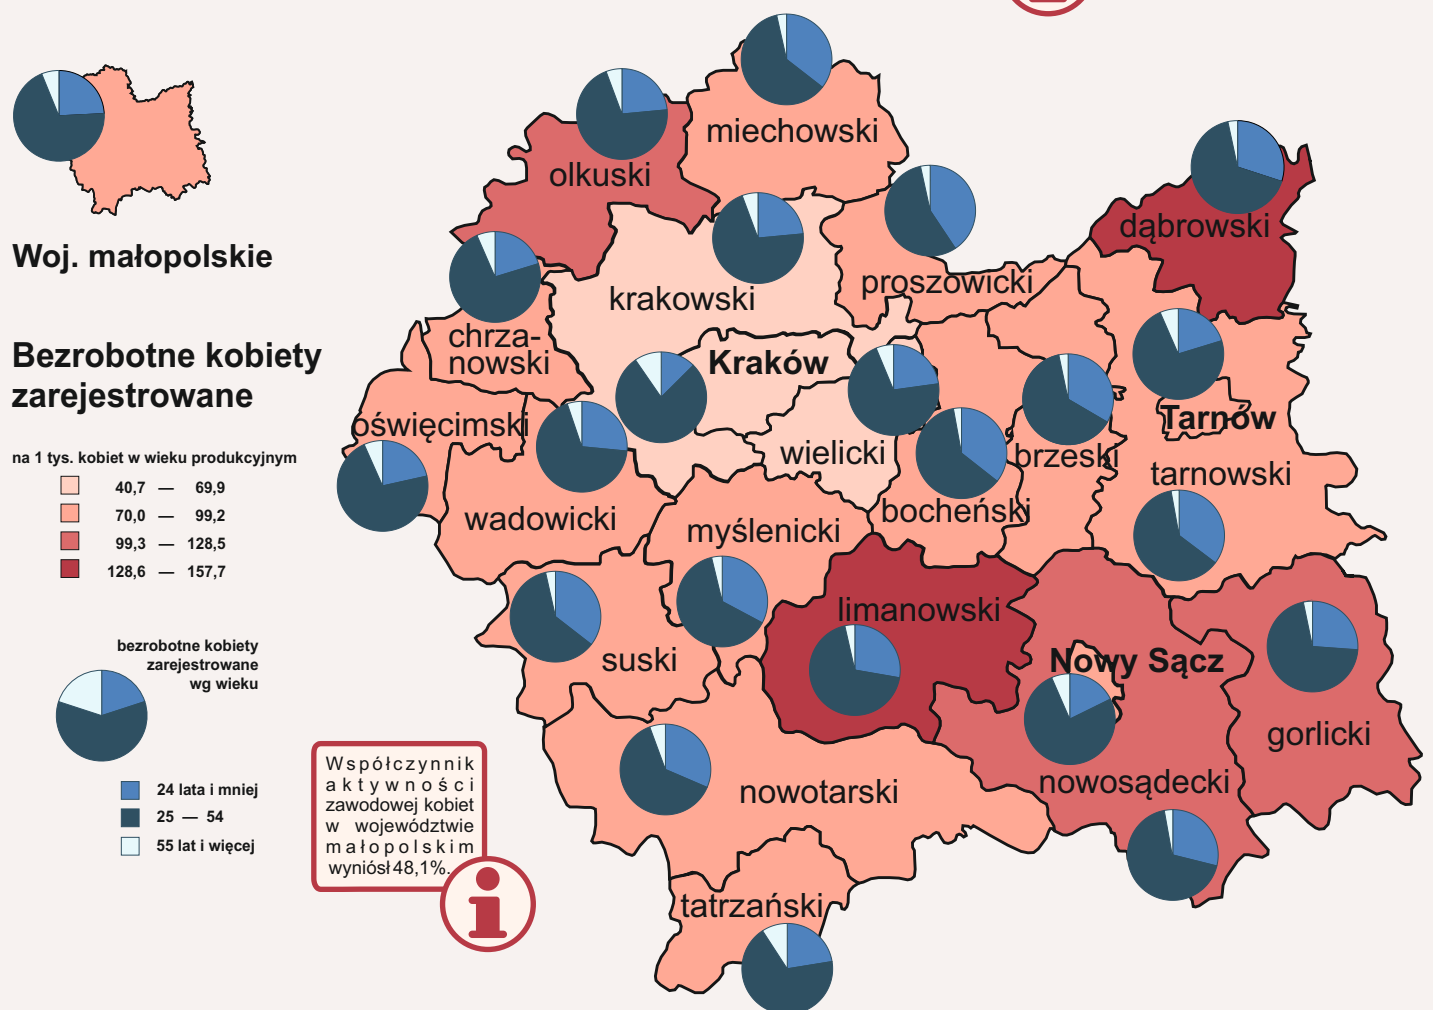 Woj. małopolskie
Bezrobotne kobiety
zarejestrowane
na 1 tys. kobiet w wieku produkcyjnym
40,7 — 69,9
70,0 — 99,2
99,3 — 128,5
128,6 — 157,7
bezrobotne kobiety
zarejestrowane
wg wieku
24 lata i mniej
25 — 54
55 lat i więcej
Współczynnik
aktywności
zawodowej kobiet
w województwie
małopolskim
wyniósł 48,1%.
miechowski
olkuski
dąbrowski
proszowicki
krakowski
chrza-
nowski
Kraków
oświęcimski
Tarnów
wielicki
brzeski
tarnowski
wadowicki
bocheński
myślenicki
limanowski
suski
Nowy Sącz
gorlicki
nowosądecki
nowotarski
tatrzański